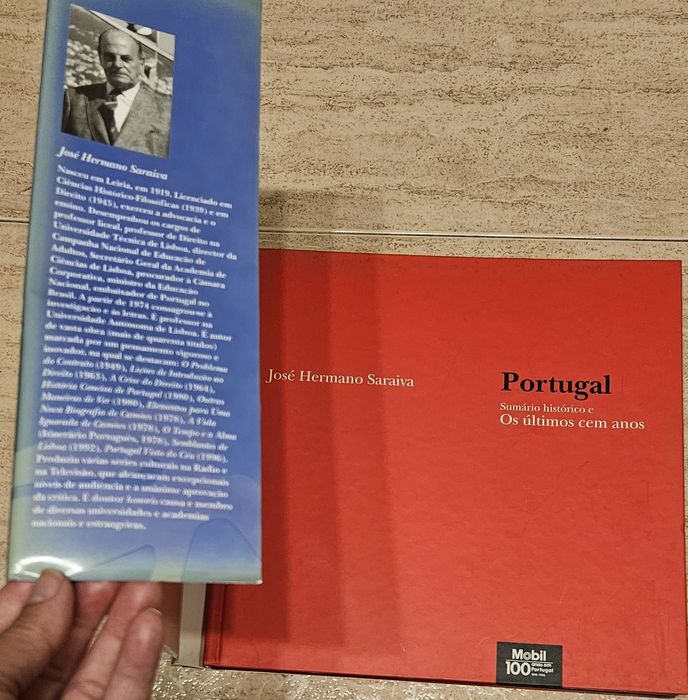 José Hermano Saraiva
Nasceu em Leiria, em 1919. Licenciado em
Ciências Histórico-Filosóficas (1939) e em
Direito (1945), exerceu a advocacia e o
ensino. Desempenhou os cargos de
professor liceal, professor de Direito na
Universidade Técnica de Lisboa, director da
Campanha Nacional de Educação de
Adultos, Secretário Geral da Academia de
Ciências de Lisboa, procurador à Câmara
Corporativa, ministro da Educação
Nacional, embaixador de Portugal no
Brasil. A partir de 1974 consagrou-se à
investigação e às letras. É professor na
Universidade Autónoma de Lisboa. É autor
de vasta obra (mais de quarenta títulos)
marcada por um pensamento vigoroso e
inovador, na qual se destacam: O Problema
do Contrato (1949), Lições de Introdução ao
Direito (1963), A Crise do Direito (1964),
História Concisa de Portugal (1980), Outras
Maneiras de Ver (1980), Elementos para Uma
Nova Biografia de Camões (1978), A Vida
Ignorada de Camões (1978), O Tempo e a Alma
(Itinerário Português, 1978), Semblantes de
Lisboa (1992), Portugal Visto do Céu (1996).
Produziu várias séries culturais na Rádio e
na Televisão, que alcançaram excepcionais
níveis de audiência e a unânime aprovação
da crítica. É doutor honoris causa e membro
de diversas universidades e academias
nacionais e estrangeiras.
José Hermano Saraiva
Portugal
Sumário histórico e
Os últimos cem anos
Mobil
100 anos em
Portugal